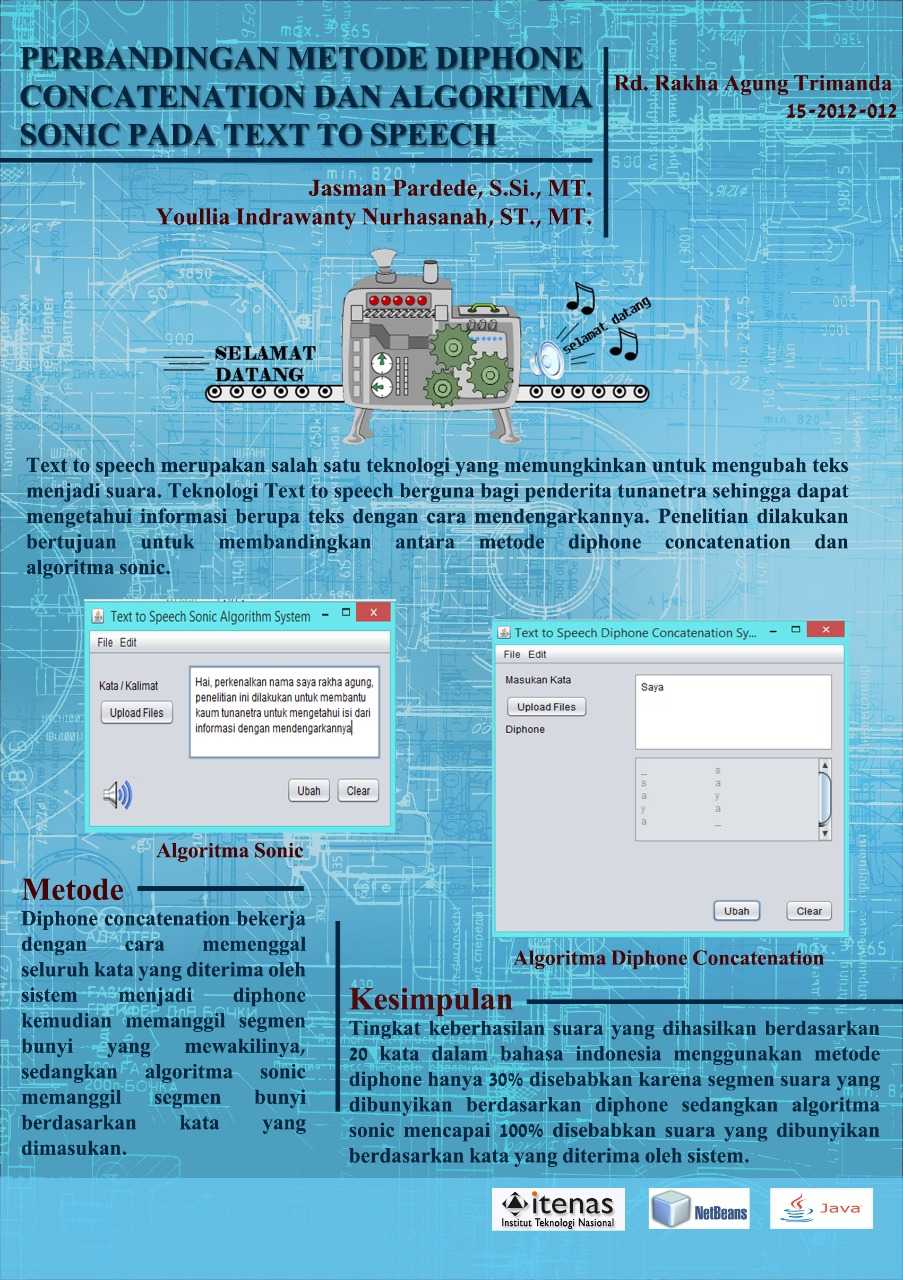 PERBANDINGAN METODE DIPHONE
CONCATENATION DAN ALGORITMA
SONIC PADA TEXT TO SPEECH
Rd. Rakha Agung Trimanda
15-2012-012
Jasman Pardede, S.Si., MT.
Youllia Indrawanty Nurhasanah, ST., MT.
SELAMAT
DATANG
selamat datang
Text to speech merupakan salah satu teknologi yang memungkinkan untuk mengubah teks
menjadi suara. Teknologi Text to speech berguna bagi penderita tunanetra sehingga dapat
mengetahui informasi berupa teks dengan cara mendengarkannya. Penelitian dilakukan
bertujuan untuk membandingkan antara metode diphone concatenation dan
algoritma sonic.
Text to Speech Sonic Algorithm System
File Edit
Kata / Kalimat
Upload Files
Hai, perkenalkan nama saya rakha agung,
penelitian ini dilakukan untuk membantu
kaum tunanetra untuk mengetahui isi dari
informasi dengan mendengarkannya
Ubah Clear
Algoritma Sonic
Text to Speech Diphone Concatenation Sy...
File Edit
Masukan Kata
Upload Files
Diphone
Saya
_ s
s a
a y
y a
a _
Ubah Clear
Algoritma Diphone Concatenation
Metode
Diphone concatenation bekerja
dengan cara memenggal
seluruh kata yang diterima oleh
sistem menjadi diphone
kemudian memanggil segmen
bunyi yang mewakilinya,
sedangkan algoritma sonic
memanggil segmen bunyi
berdasarkan kata yang
dimasukan.
Kesimpulan
Tingkat keberhasilan suara yang dihasilkan berdasarkan
20 kata dalam bahasa indonesia menggunakan metode
diphone hanya 30% disebabkan karena segmen suara yang
dibunyikan berdasarkan diphone sedangkan algoritma
sonic mencapai 100% disebabkan suara yang dibunyikan
berdasarkan kata yang diterima oleh sistem.
itenas
Institut Teknologi Nasional
NetBeans
Java